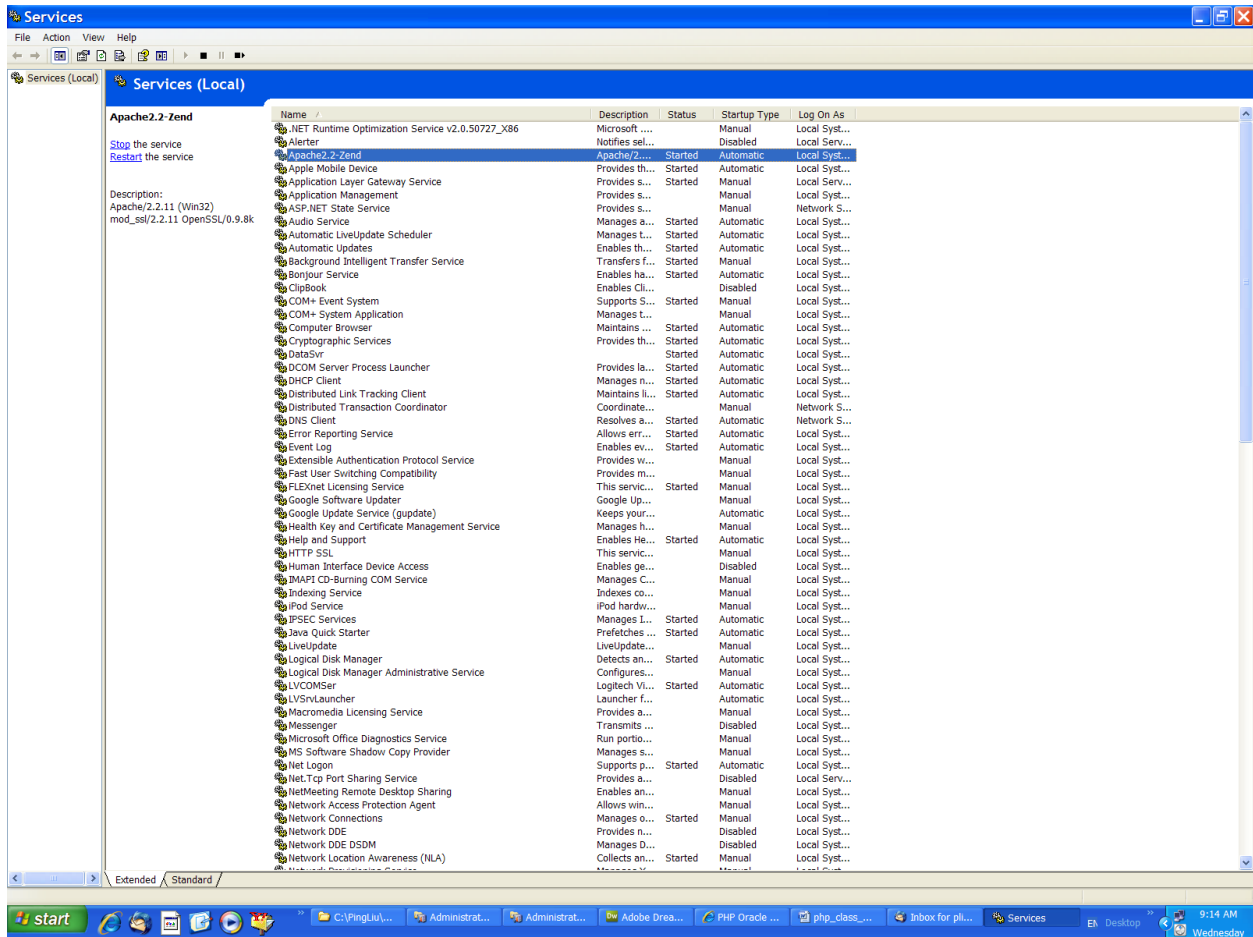 Services
File Action View Help
Services (Local)
Services (Local)
Apache2.2-Zend
Stop the service
Restart the service
Description:
Apache/2.2.11 (Win32)
mod_ssl/2.2.11 OpenSSL/0.9.8k
Name Description Status Startup Type Log On As
.NET Runtime Optimization Service v2.0.50727_X86 Microsoft .... Manual Local Syst...
Alerter Notifies sel... Disabled Local Serv...
Apache2.2-Zend Apache/2.... Started Automatic Local Syst...
Apple Mobile Device Provides th... Started Automatic Local Syst...
Application Layer Gateway Service Provides s... Started Manual Local Serv...
Application Management Provides s... Manual Local Syst...
ASP.NET State Service Provides s... Manual Network S...
Audio Service Manages a... Started Automatic Local Syst...
Automatic LiveUpdate Scheduler Manages t... Started Automatic Local Syst...
Automatic Updates Enables th... Started Automatic Local Syst...
Background Intelligent Transfer Service Transfers f... Started Manual Local Syst...
Bonjour Service Enables ha... Started Automatic Local Syst...
ClipBook Enables Cli... Disabled Local Syst...
COM+ Event System Supports S... Started Manual Local Syst...
COM+ System Application Manages t... Manual Local Syst...
Computer Browser Maintains ... Started Automatic Local Syst...
Cryptographic Services Provides th... Started Automatic Local Syst...
DataSvr Started Automatic Local Syst...
DCOM Server Process Launcher Provides la... Started Automatic Local Syst...
DHCP Client Manages n... Started Automatic Local Syst...
Distributed Link Tracking Client Maintains li... Started Automatic Local Syst...
Distributed Transaction Coordinator Coordinate... Manual Network S...
DNS Client Resolves a... Started Automatic Network S...
Error Reporting Service Allows err... Started Automatic Local Syst...
Event Log Enables ev... Started Automatic Local Syst...
Extensible Authentication Protocol Service Provides w... Manual Local Syst...
Fast User Switching Compatibility Provides m... Manual Local Syst...
FLEXnet Licensing Service This servic... Started Manual Local Syst...
Google Software Updater Google Up... Manual Local Syst...
Google Update Service (gupdate) Keeps your... Automatic Local Syst...
Health Key and Certificate Management Service Manages h... Manual Local Syst...
Help and Support Enables He... Started Automatic Local Syst...
HTTP SSL This servic... Manual Local Syst...
Human Interface Device Access Enables ge... Disabled Local Syst...
IMAPI CD-Burning COM Service Manages C... Manual Local Syst...
Indexing Service Indexes co... Manual Local Syst...
iPod Service iPod hardw... Manual Local Syst...
IPSEC Services Manages I... Started Automatic Local Syst...
Java Quick Starter Prefetches ... Started Automatic Local Syst...
LiveUpdate LiveUpdate... Manual Local Syst...
Logical Disk Manager Detects an... Started Automatic Local Syst...
Logical Disk Manager Administrative Service Configures... Manual Local Syst...
LVCOMSer Logitech Vi... Started Automatic Local Syst...
LVSrvLauncher Launcher f... Automatic Local Syst...
Macromedia Licensing Service Provides a... Manual Local Syst...
Messenger Transmits ... Disabled Local Syst...
Microsoft Office Diagnostics Service Run portio... Manual Local Syst...
MS Software Shadow Copy Provider Manages s... Manual Local Syst...
Net Logon Supports p... Started Automatic Local Syst...
Net.Tcp Port Sharing Service Provides a... Disabled Local Serv...
NetMeeting Remote Desktop Sharing Enables an... Manual Local Syst...
Network Access Protection Agent Allows win... Manual Local Syst...
Network Connections Manages o... Started Manual Local Syst...
Network DDE Provides n... Disabled Local Syst...
Network DDE DSDM Manages D... Disabled Local Syst...
Network Location Awareness (NLA) Collects an... Started Manual Local Syst...
Extended Standard
start C:\PingLiu\... Administrat... Administrat... Adobe Drea... PHP Oracle ... php_class_... Inbox for pli... Services EN Desktop 9:14 AM
Wednesday